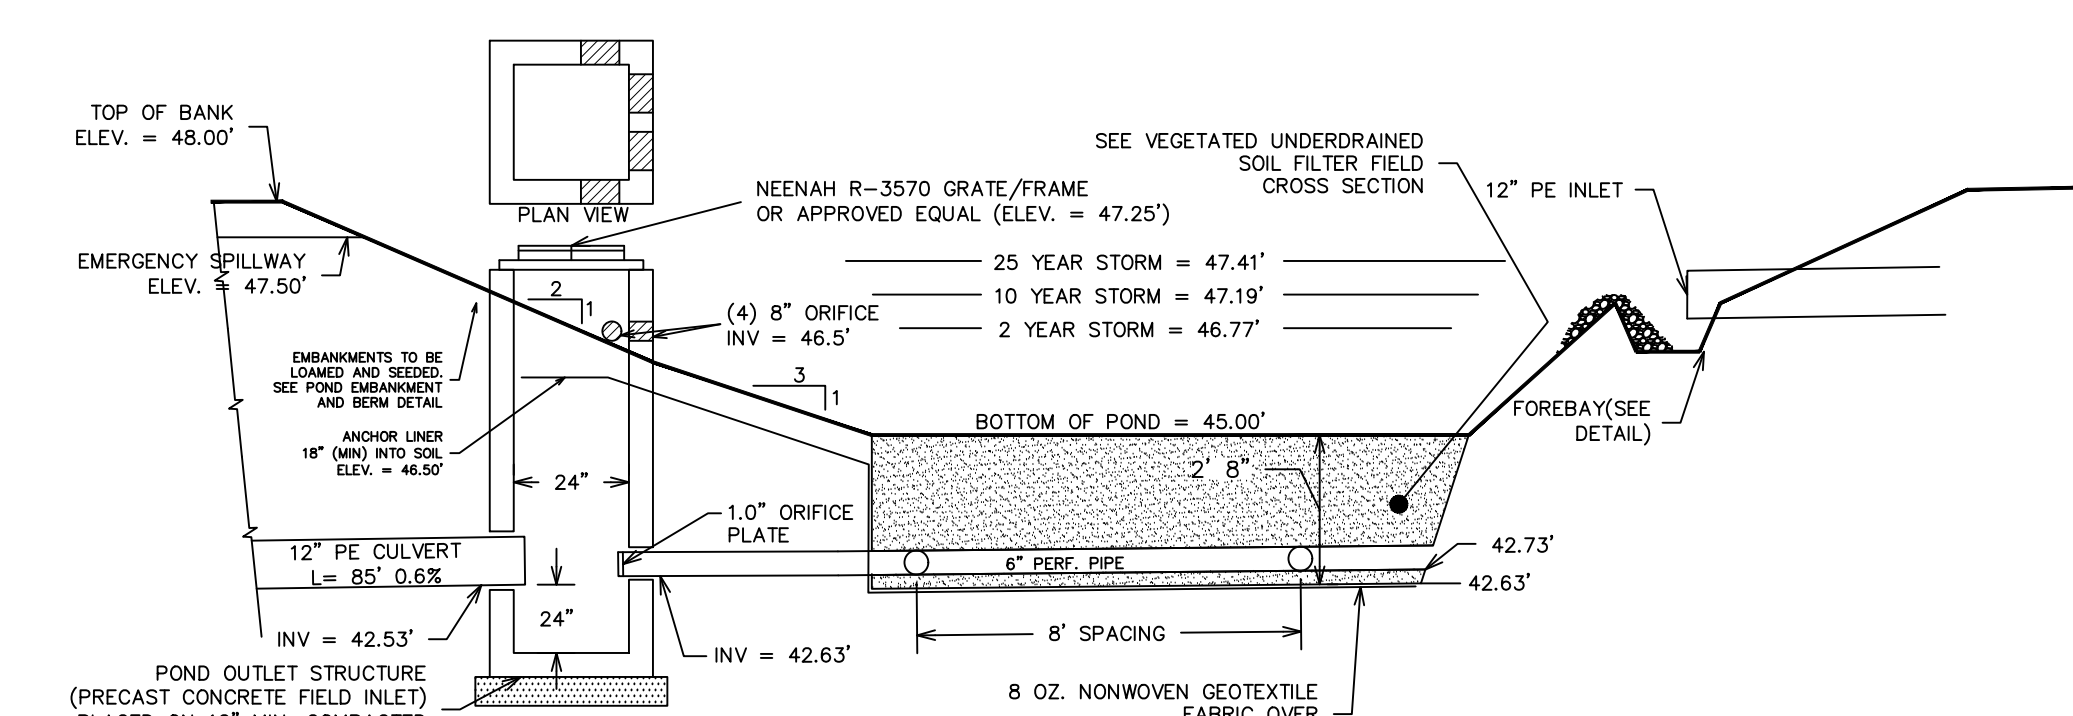 TOP OF BANK
ELEV. = 48.00'
EMERGENCY SPILLWAY
ELEV. = 47.50'
PLAN VIEW
NEENAH R-3570 GRATE/FRAME
OR APPROVED EQUAL (ELEV. = 47.25')
SEE VEGETATED UNDERDRAINED
SOIL FILTER FIELD
CROSS SECTION
12" PE INLET
25 YEAR STORM = 47.41'
10 YEAR STORM = 47.19'
2 YEAR STORM = 46.77'
2
1
(4) 8" ORIFICE
INV = 46.5'
EMBANKMENTS TO BE
LOAMED AND SEEDED.
SEE POND EMBANKMENT
AND BERM DETAIL
3
1
ANCHOR LINER
18" (MIN) INTO SOIL
ELEV. = 46.50'
BOTTOM OF POND = 45.00'
FOREBAY(SEE
DETAIL)
2' 8"
24"
1.0" ORIFICE
PLATE
12" PE CULVERT
L= 85' 0.6%
6" PERF. PIPE
42.73'
42.63'
24"
INV = 42.53'
INV = 42.63'
8' SPACING
POND OUTLET STRUCTURE
(PRECAST CONCRETE FIELD INLET)
8 OZ. NONWOVEN GEOTEXTILE
FABRIC OVER